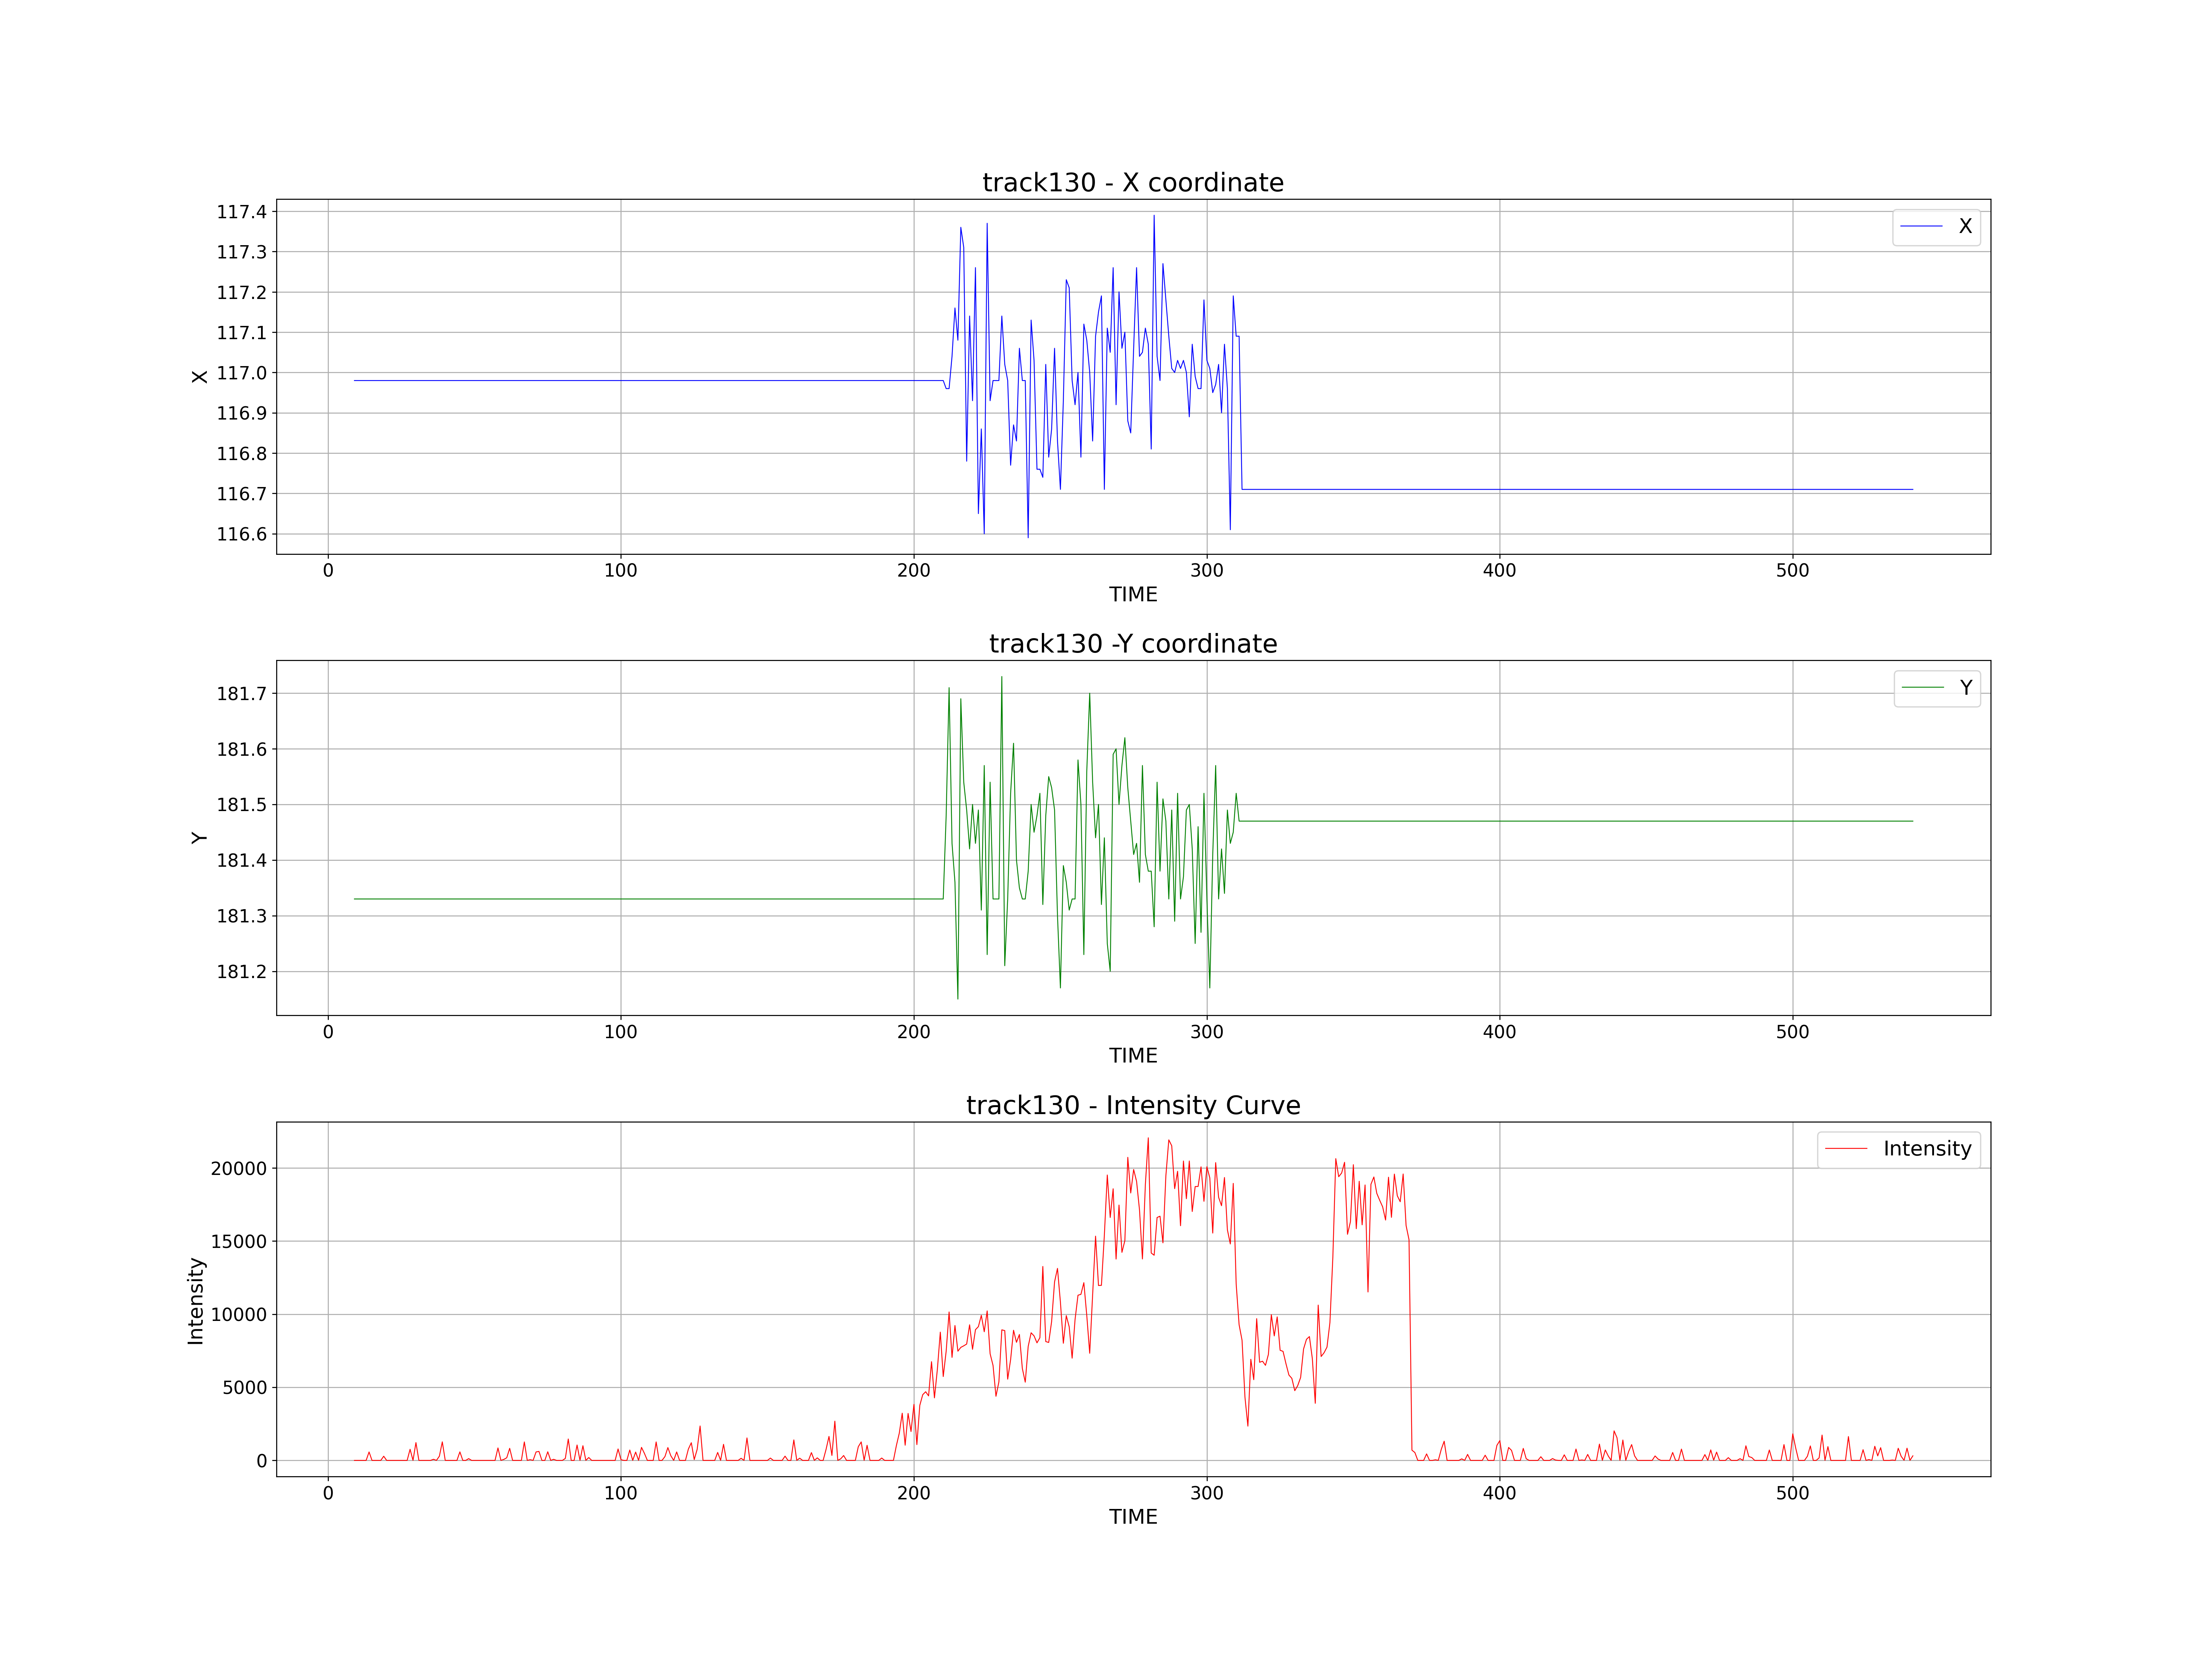 track130 - X coordinate
X
117.4
117.3
117.2
117.1
117.0
116.9
116.8
116.7
116.6
X
0 100 200 300 400 500
TIME
track130 -Y coordinate
Y
181.7
181.6
181.5
181.4
181.3
181.2
Y
0 100 200 300 400 500
TIME
track130 - Intensity Curve
Intensity
20000
15000
10000
5000
0
Intensity
0 100 200 300 400 500
TIME